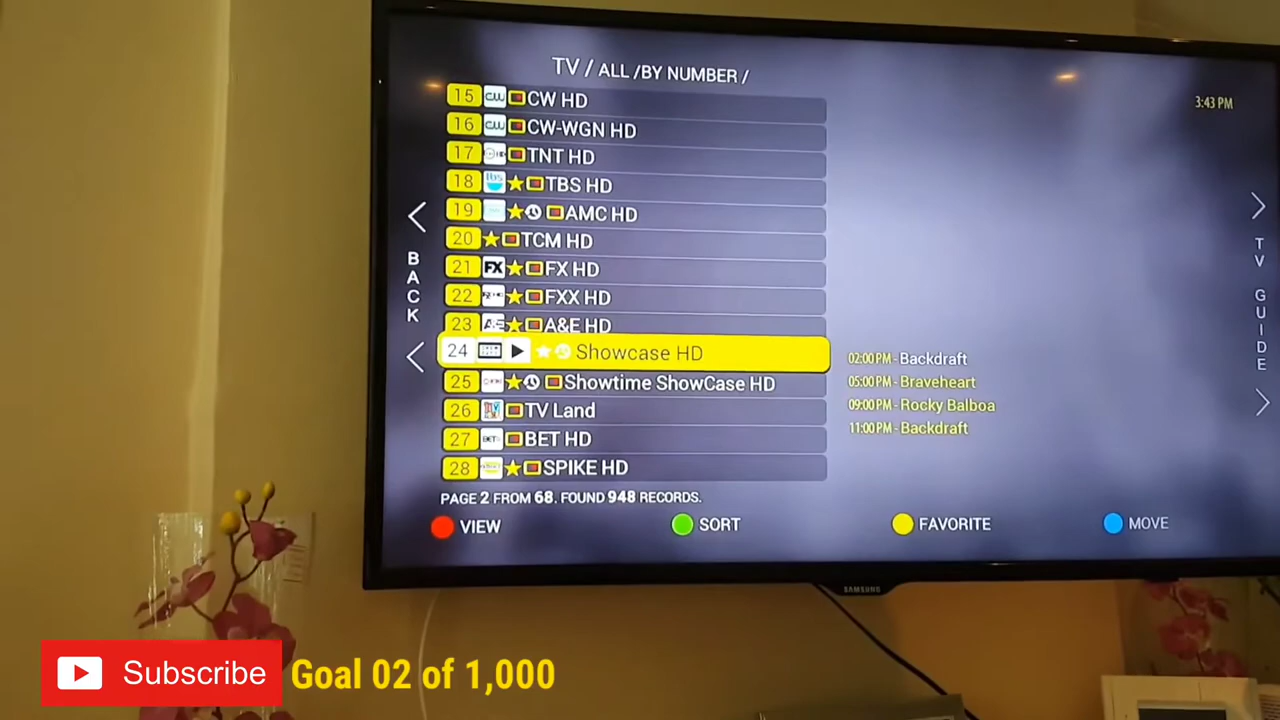 TV / ALL /BY NUMBER /
3:43 PM
15 CW CW HD
16 CW CW-WGN HD
17 TNT HD
18 tbs TBS HD
19 AMC HD
20 TCM HD
21 FX FX HD
22 FXX HD
23 A&E A&E HD
24 Showcase HD
25 Showtime ShowCase HD
26 TV Land
27 BET BET HD
28 SPIKE HD
02:00 PM - Backdraft
05:00 PM - Braveheart
09:00 PM - Rocky Balboa
11:00 PM - Backdraft
BACK
TV GUIDE
PAGE 2 FROM 68. FOUND 948 RECORDS.
VIEW SORT FAVORITE MOVE
SAMSUNG
Subscribe Goal 02 of 1,000